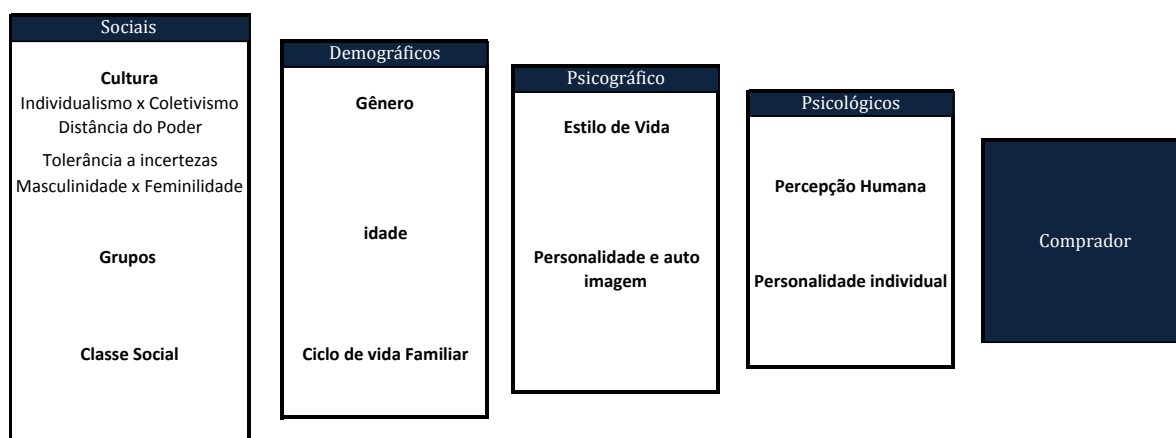 Sociais
Cultura
Individualismo x Coletivismo
Distância do Poder
Tolerância a incertezas
Masculinidade x Feminilidade
Grupos
Classe Social
Demográficos
Gênero
idade
Ciclo de vida Familiar
Psicográfico
Estilo de Vida
Personalidade e auto
imagem
Psicológicos
Percepção Humana
Personalidade individual
Comprador